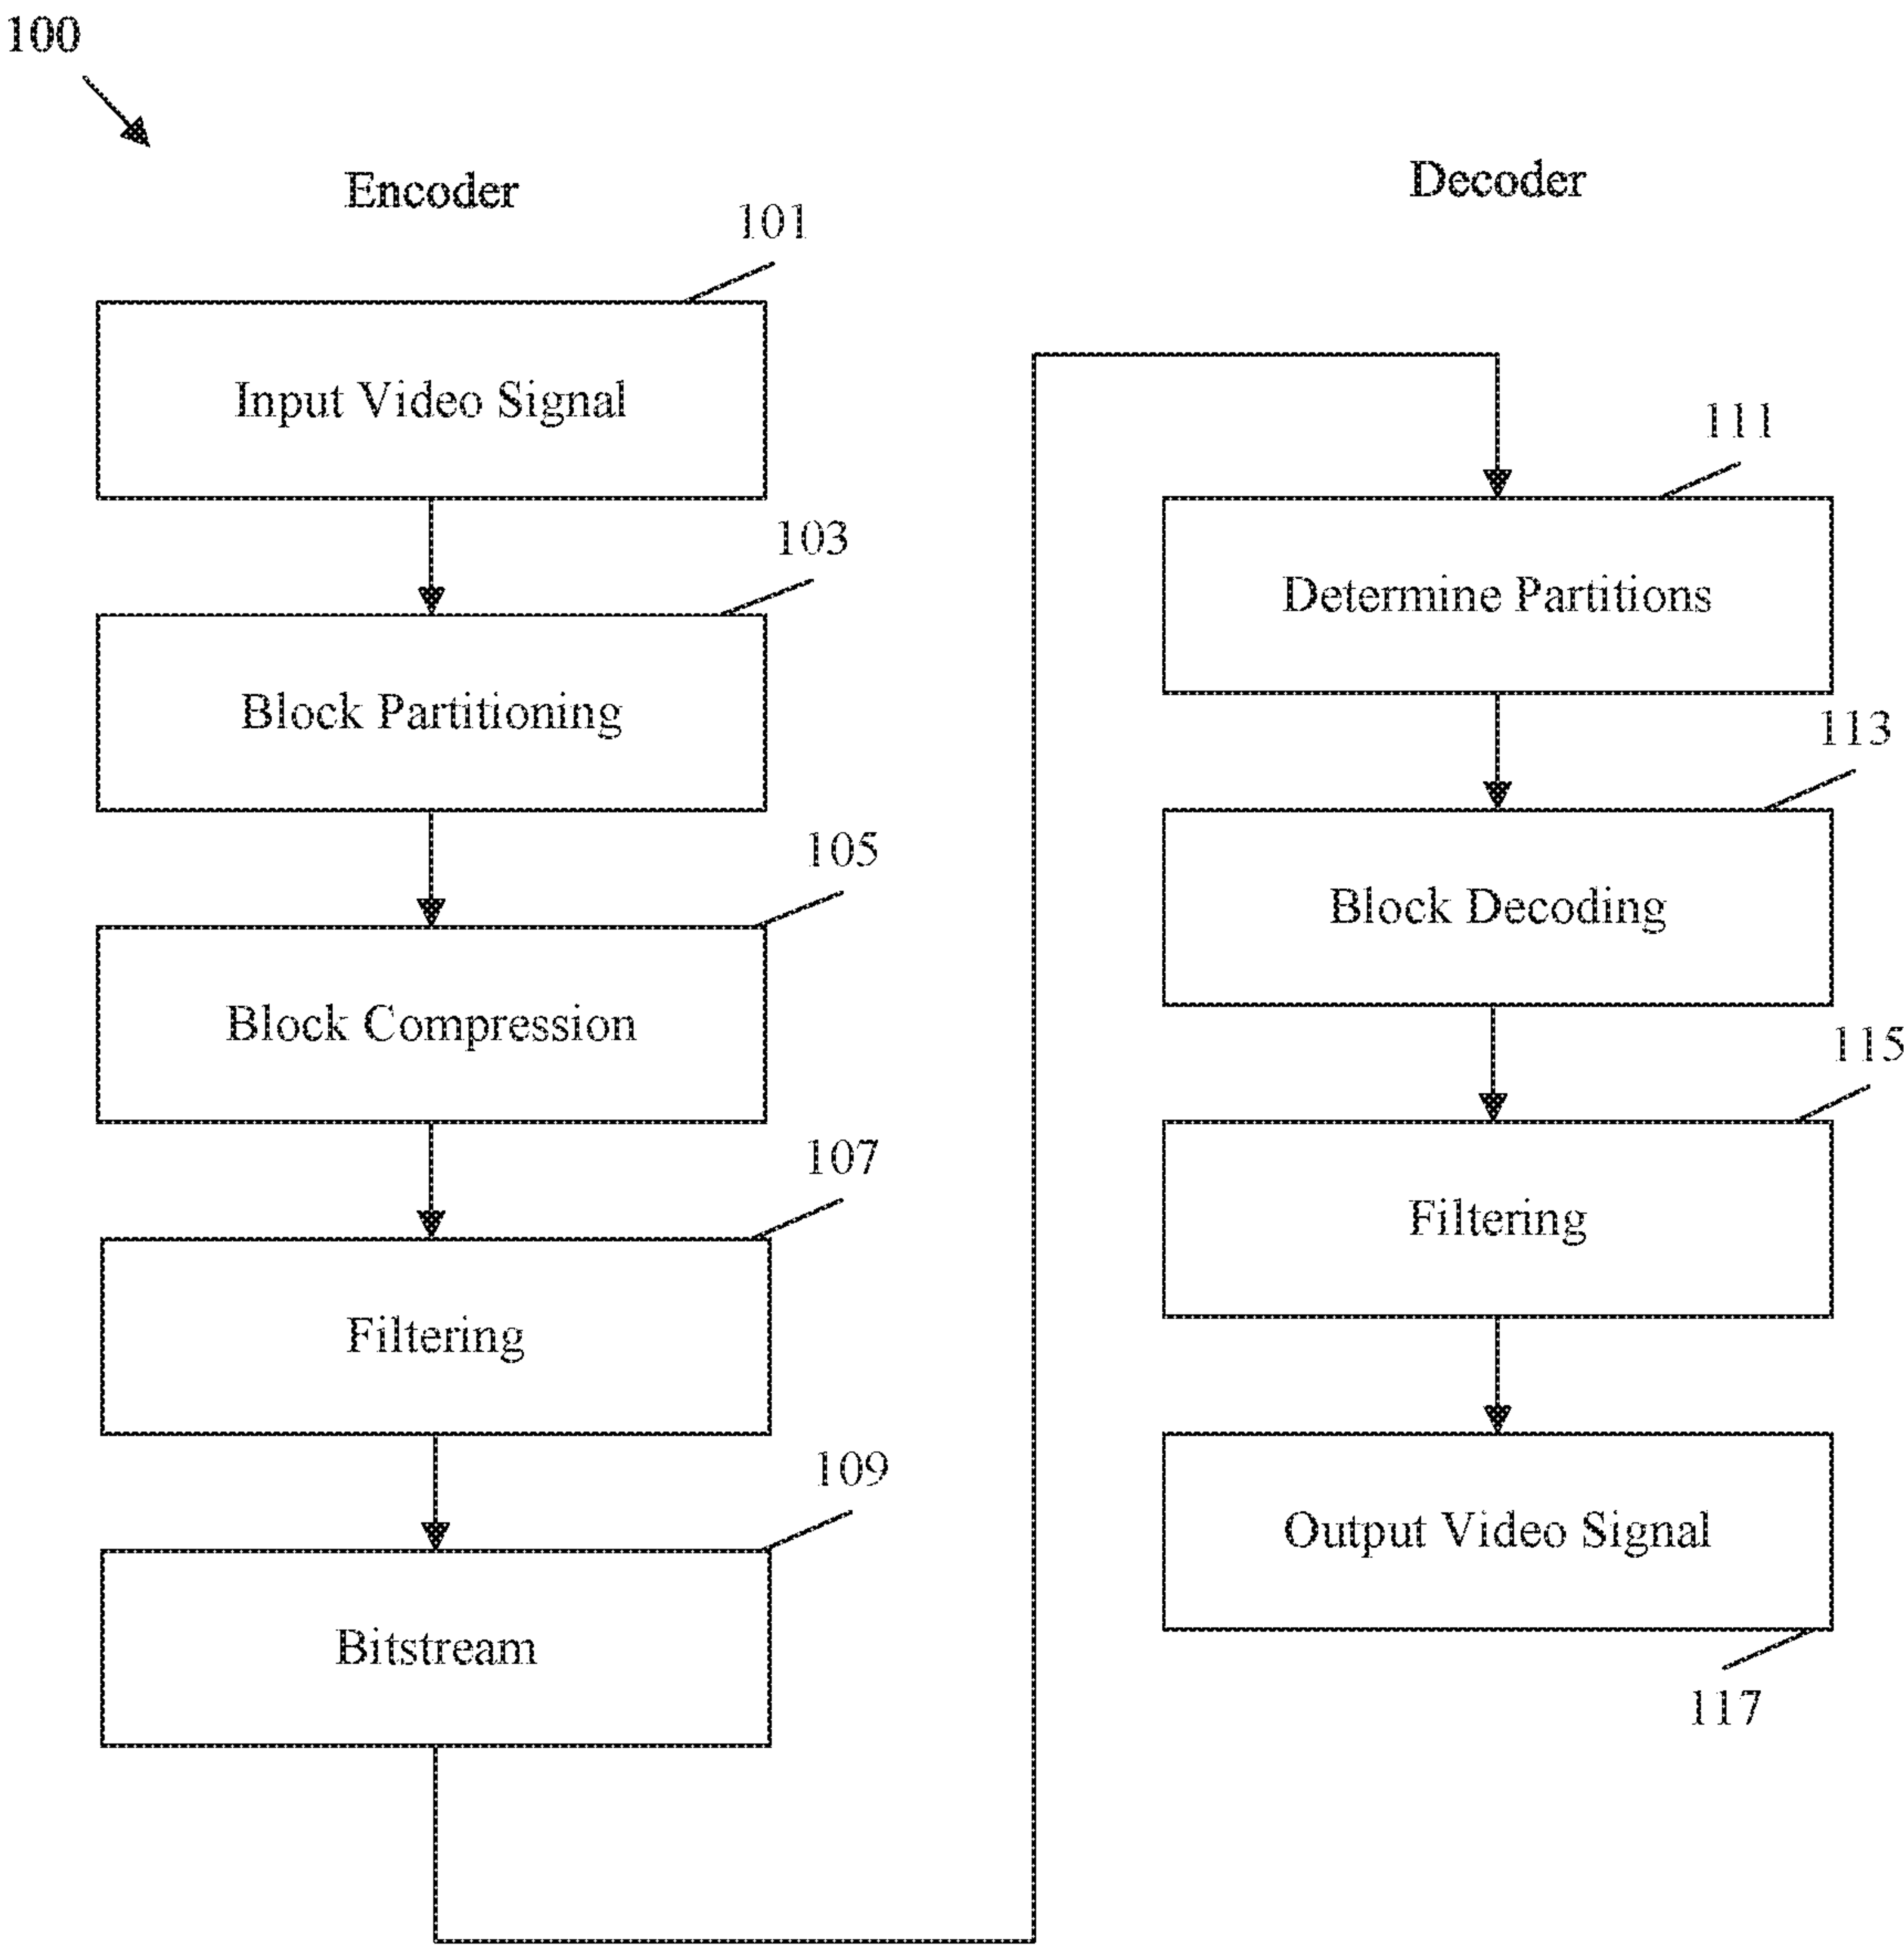 100
Encoder
101
Input Video Signal
103
Block Partitioning
105
Block Compression
107
Filtering
109
Bitstream
Decoder
111
Determine Partitions
113
Block Decoding
115
Filtering
Output Video Signal
117